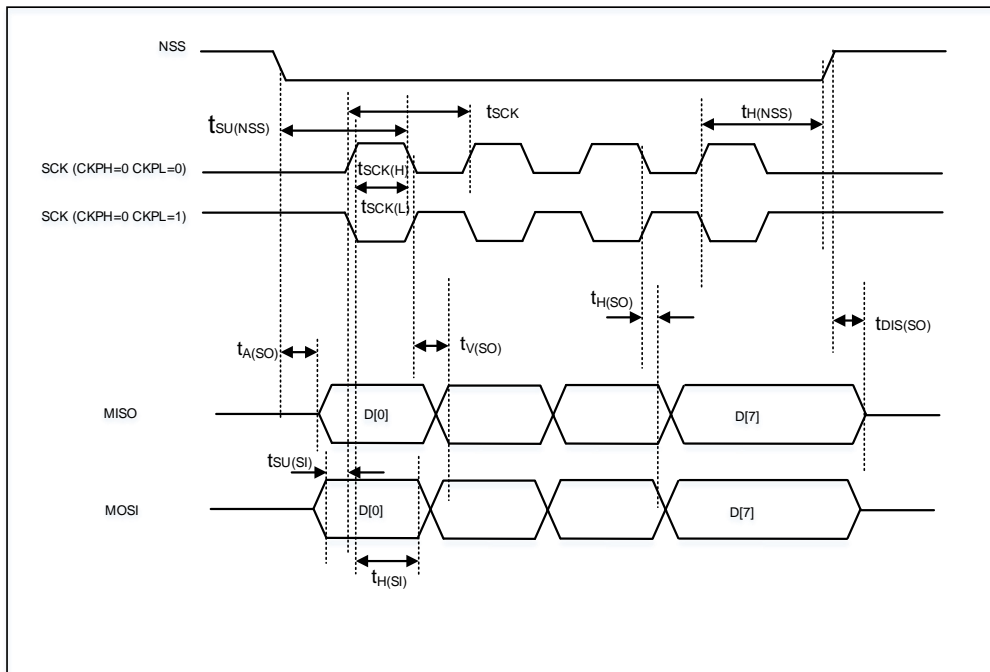 NSS
tSCK
tH(NSS)
tSU(NSS)
SCK (CKPH=0 CKPL=0)
tSCK(H)
tSCK(L)
SCK (CKPH=0 CKPL=1)
tH(SO)
tDIS(SO)
tV(SO)
tA(SO)
MISO
D[0]
D[7]
tSU(SI)
MOSI
D[0]
D[7]
tH(SI)